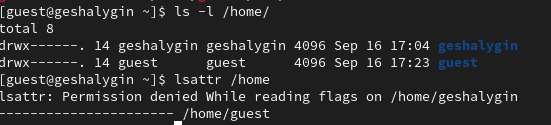 [guest@geshalygin ~]$ ls -l /home/
total 8
drwx------. 14 geshalygin geshalygin 4096 Sep 16 17:04 geshalygin
drwx------. 14 guest      guest      4096 Sep 16 17:23 guest
[guest@geshalygin ~]$ lsattr /home
lsattr: Permission denied While reading flags on /home/geshalygin
---------------------- /home/guest